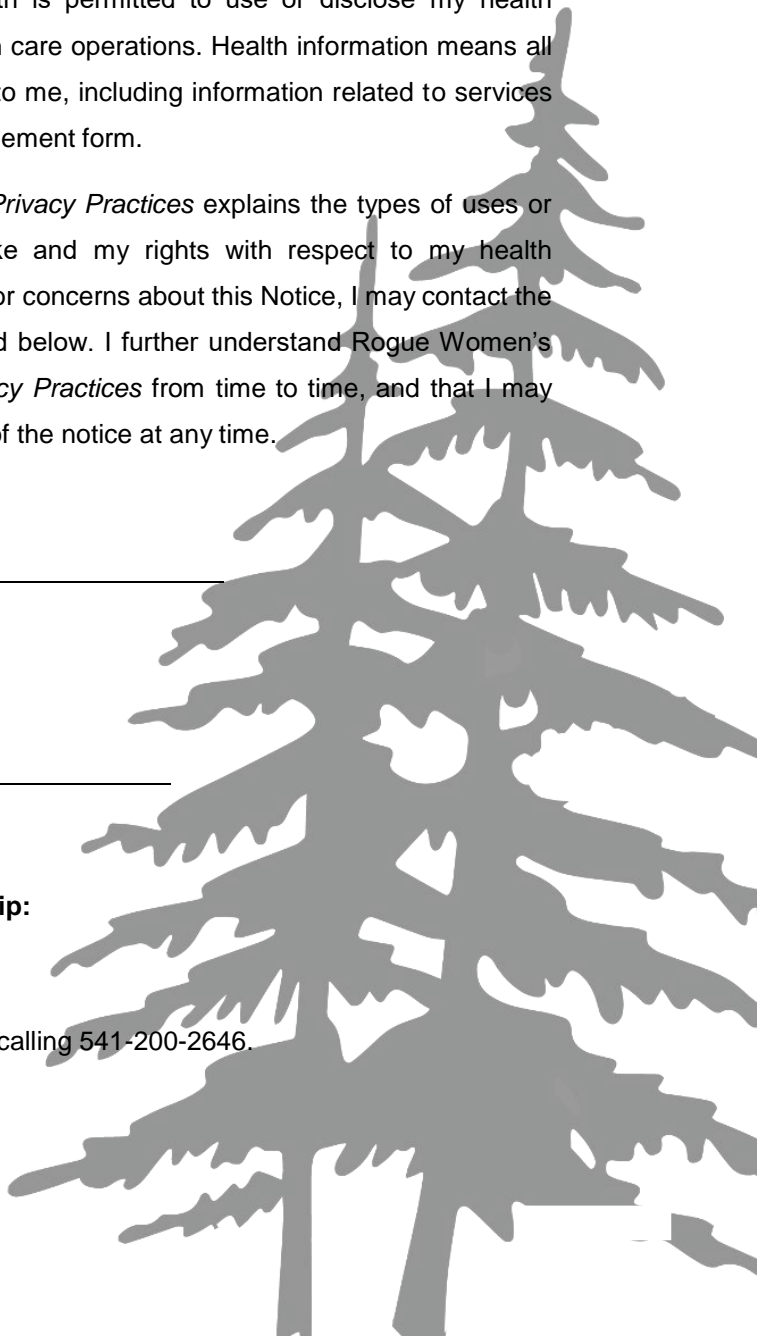 is permitted to use or disclose my health
care operations. Health information means all
to me, including information related to services
ement form.
Privacy Practices explains the types of uses or
and my rights with respect to my health
or concerns about this Notice, I may contact the
below. I further understand Rogue Women’s
Practices from time to time, and that I may
of the notice at any time.
ip:
calling 541-200-2646.